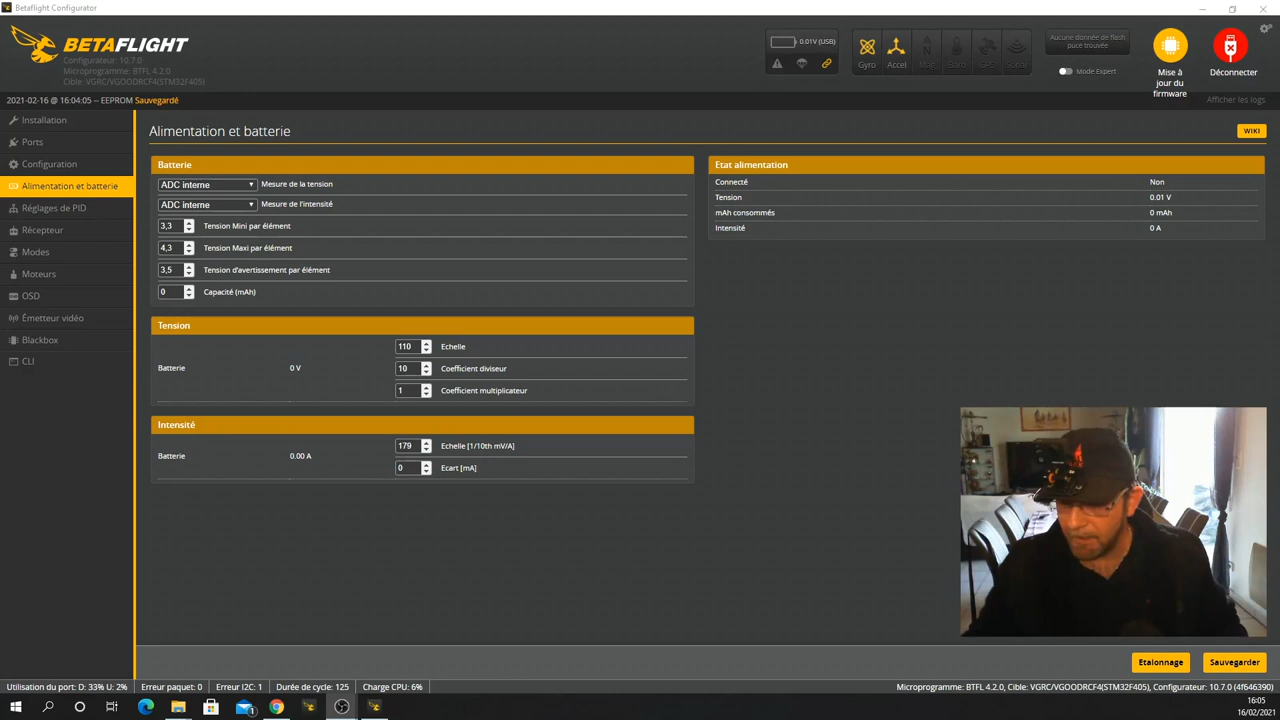 Betaflight Configurator
BETAFLIGHT
Configurateur: 10.7.0
Microprogramme: BTFL 4.2.0
Cible: VGRC/VGOODRCF4(STM32F405)
0.01V (USB)
Gyro
Accel
Mag
Baro
GPS
Sonar
Aucune donnée de flash
puce trouvée
Mode Expert
Mise à
jour du
firmware
Déconnecter
2021-02-16 @ 16:04:05 -- EEPROM Sauvegardé
Afficher les logs
Installation
Ports
Configuration
Alimentation et batterie
Réglages de PID
Récepteur
Modes
Moteurs
OSD
Émetteur vidéo
Blackbox
CLI
Alimentation et batterie
WIKI
Batterie
ADC interne Mesure de la tension
ADC interne Mesure de l'intensité
3,3 Tension Mini par élément
4,3 Tension Maxi par élément
3,5 Tension d'avertissement par élément
0 Capacité (mAh)
Etat alimentation
Connecté Non
Tension 0.01 V
mAh consommés 0 mAh
Intensité 0 A
Tension
Batterie 0 V
110 Echelle
10 Coefficient diviseur
1 Coefficient multiplicateur
Intensité
Batterie 0.00 A
179 Echelle [1/10th mV/A]
0 Ecart [mA]
Etalonnage
Sauvegarder
Utilisation du port: D: 33% U: 2% Erreur paquet: 0 Erreur I2C: 1 Durée de cycle: 125 Charge CPU: 6%
Microprogramme: BTFL 4.2.0, Cible: VGRC/VGOODRCF4(STM32F405), Configurateur: 10.7.0 (4f646390)
1
16:05
16/02/2021